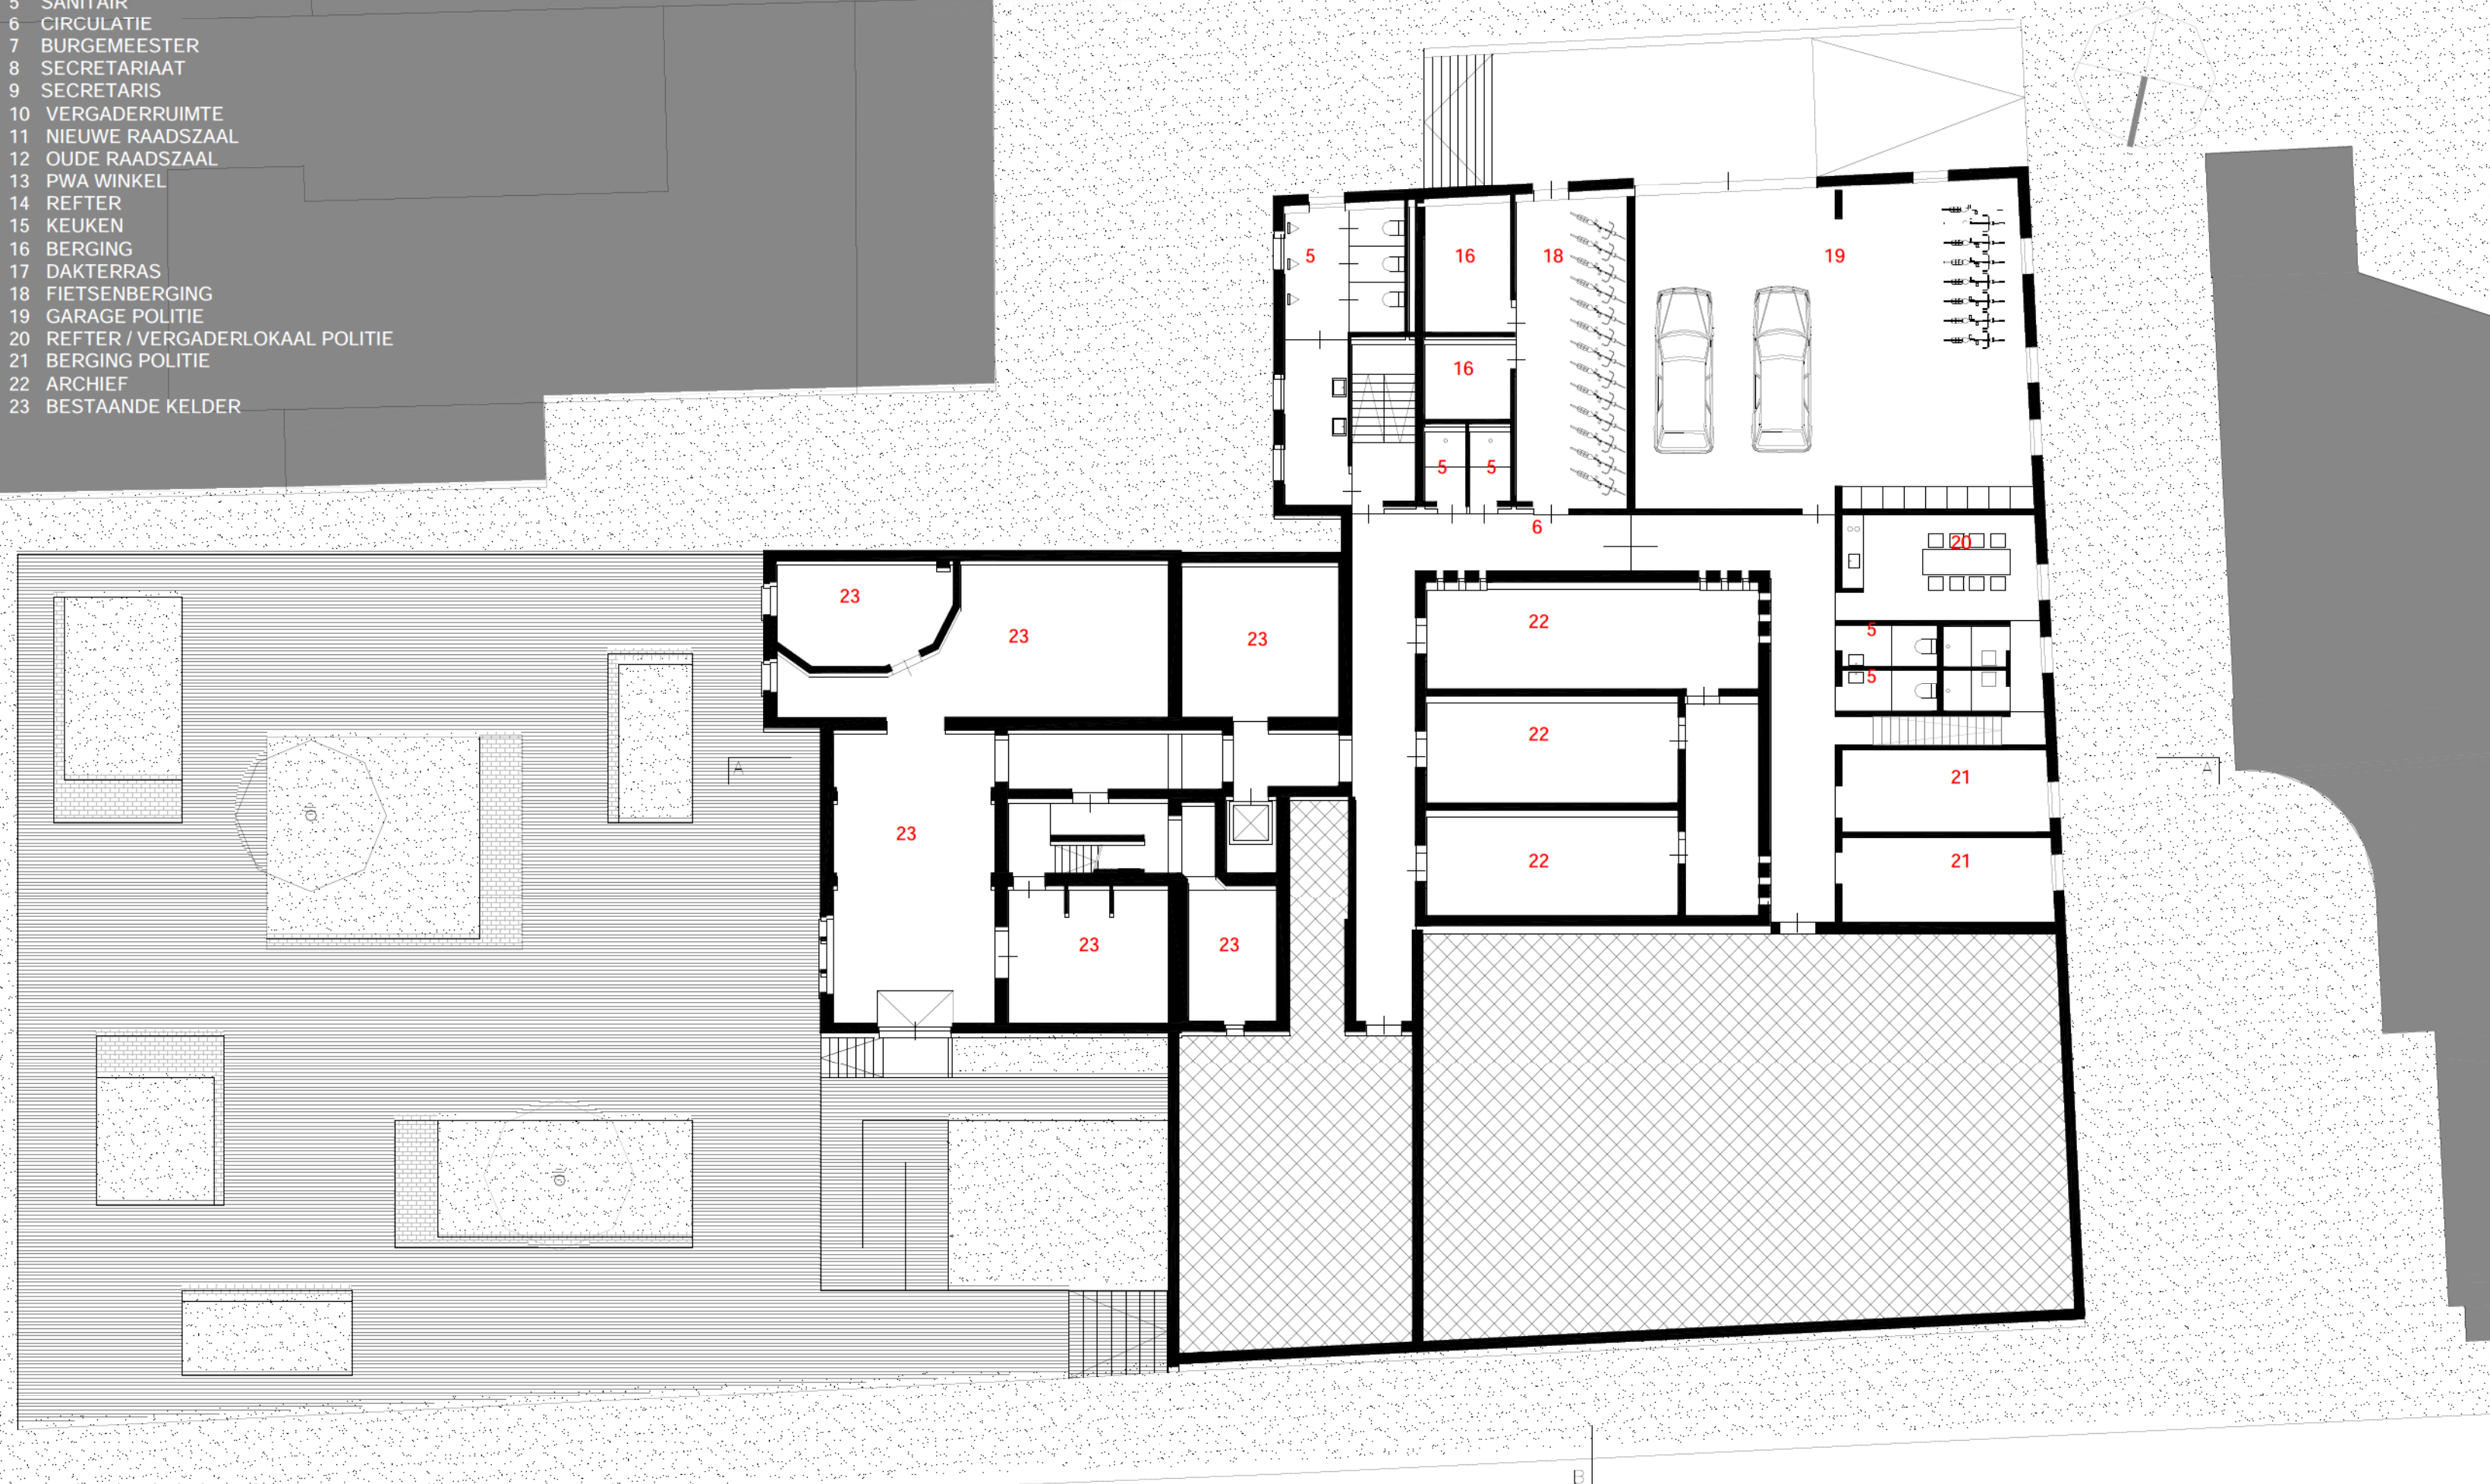 5 SANITAIR
6 CIRCULATIE
7 BURGEMEESTER
8 SECRETARIAAT
9 SECRETARIS
10 VERGADERRUIMTE
11 NIEUWE RAADSZAAL
12 OUDE RAADSZAAL
13 PWA WINKEL
14 REFTER
15 KEUKEN
16 BERGING
17 DAKTERRAS
18 FIETSENBERGING
19 GARAGE POLITIE
20 REFTER / VERGADERLOKAAL POLITIE
21 BERGING POLITIE
22 ARCHIEF
23 BESTAANDE KELDER
5 16 18 19
16
5 5
6
20
23
22
5
23 23
5
22
A A
21
23
22 21
23 23
B